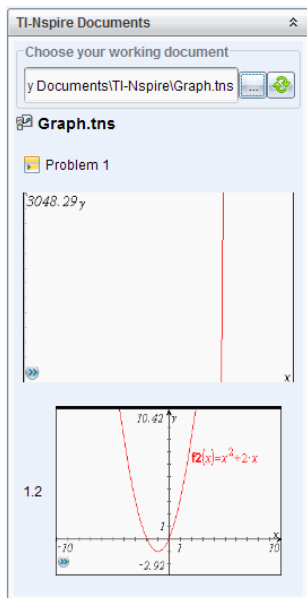 TI-Nspire Documents
Choose your working document
y Documents\TI-Nspire\Graph.tns
...
Graph.tns
Problem 1
3048.29 y
x
1.2
10.42 y
f2(x)=x²+2·x
1
x
-10
1
10
-2.92